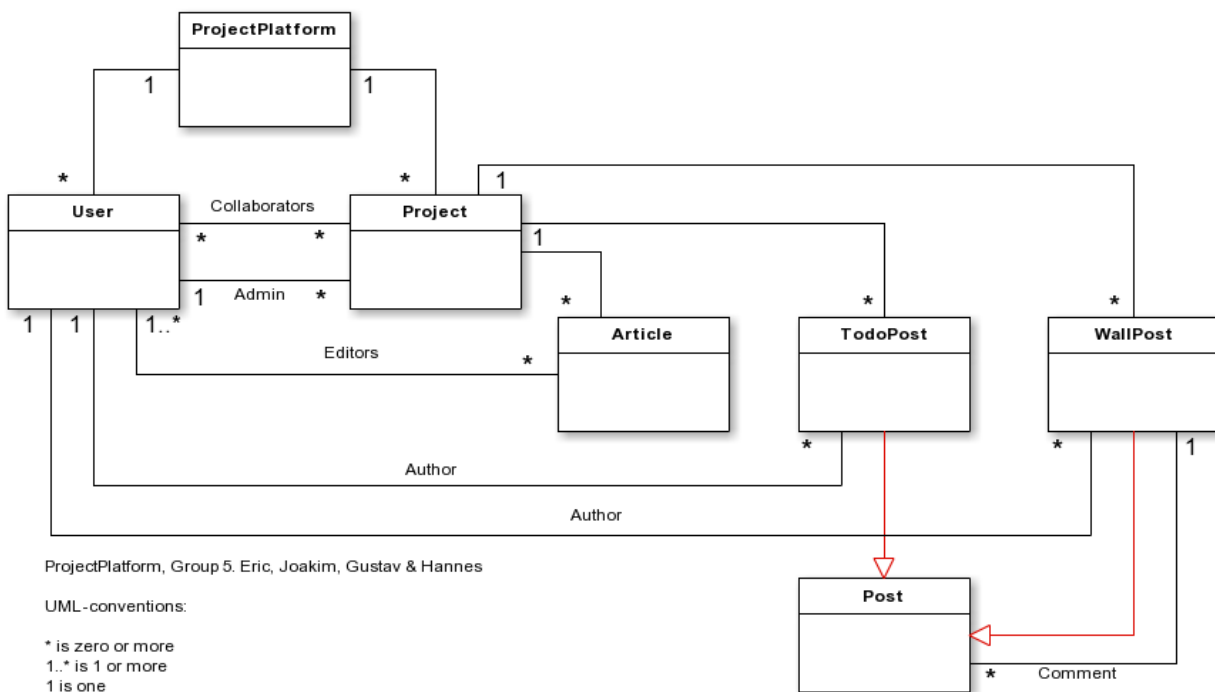 ProjectPlatform
1
1
*
*
1
User
Collaborators
Project
*
*
1
1
Admin
*
*
*
*
1
1
1..*
Editors
*
Article
TodoPost
WallPost
*
*
1
Author
Author
ProjectPlatform, Group 5. Eric, Joakim, Gustav & Hannes
UML-conventions:
* is zero or more
1..* is 1 or more
1 is one
Post
*
Comment